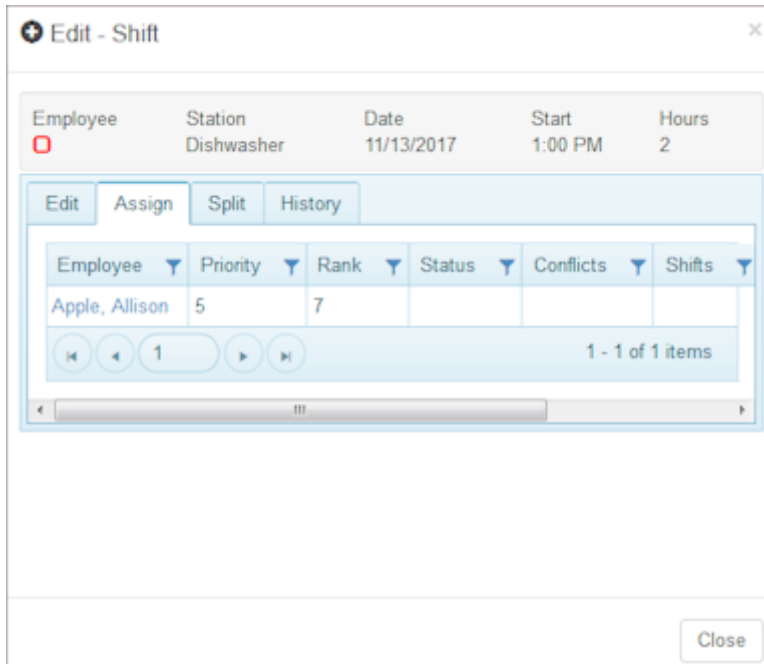 Edit - Shift
Employee Station Date Start Hours
Dishwasher 11/13/2017 1:00 PM 2
Edit Assign Split History
Employee Priority Rank Status Conflicts Shifts
Apple, Allison 5 7
1 1 - 1 of 1 items
Close